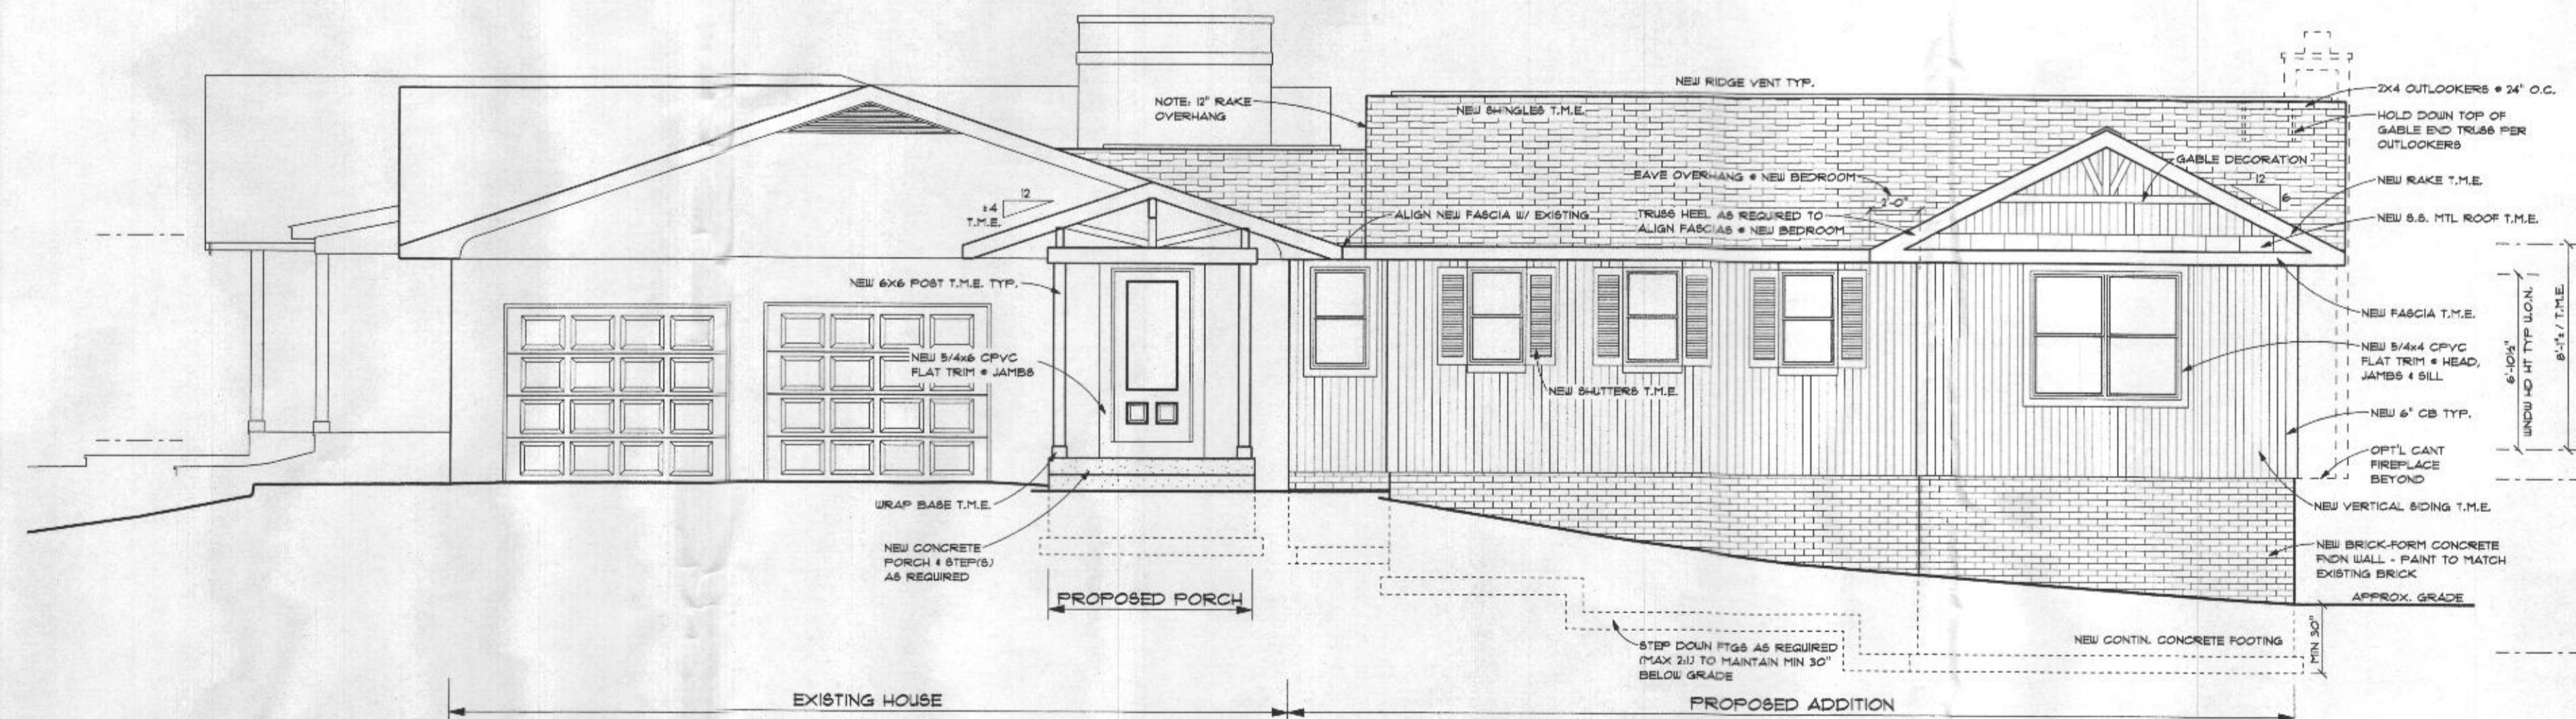 NEW RIDGE VENT TYP.
NOTE: 12" RAKE
OVERHANG
NEW SHINGLES T.M.E.
2X4 OUTLOOKERS @ 24" O.C.
HOLD DOWN TOP OF
GABLE END TRUSS PER
OUTLOOKERS
GABLE DECORATION
EAVE OVERHANG @ NEW BEDROOM
2'-0"
12
6
NEW RAKE T.M.E.
12
±4
T.M.E.
ALIGN NEW FASCIA W/ EXISTING
TRUSS HEEL AS REQUIRED TO
ALIGN FASCIAS @ NEW BEDROOM
NEW S.S. MTL ROOF T.M.E.
NEW 6X6 POST T.M.E. TYP.
NEW FASCIA T.M.E.
NEW 5/4x6 CPVC
FLAT TRIM @ JAMBS
NEW SHUTTERS T.M.E.
NEW 5/4x4 CPVC
FLAT TRIM @ HEAD,
JAMBS & SILL
6'-10½"
WNDW HD HT TYP U.O.N.
8'-1½ / T.M.E.
NEW 6" CB TYP.
OPT'L CANT
FIREPLACE
BEYOND
WRAP BASE T.M.E.
NEW VERTICAL SIDING T.M.E.
NEW CONCRETE
PORCH & STEP(S)
AS REQUIRED
NEW BRICK-FORM CONCRETE
FNDN WALL - PAINT TO MATCH
EXISTING BRICK
PROPOSED PORCH
APPROX. GRADE
STEP DOWN FTGS AS REQUIRED
(MAX 2:1) TO MAINTAIN MIN 30"
BELOW GRADE
NEW CONTIN. CONCRETE FOOTING
MIN 30"
EXISTING HOUSE
PROPOSED ADDITION